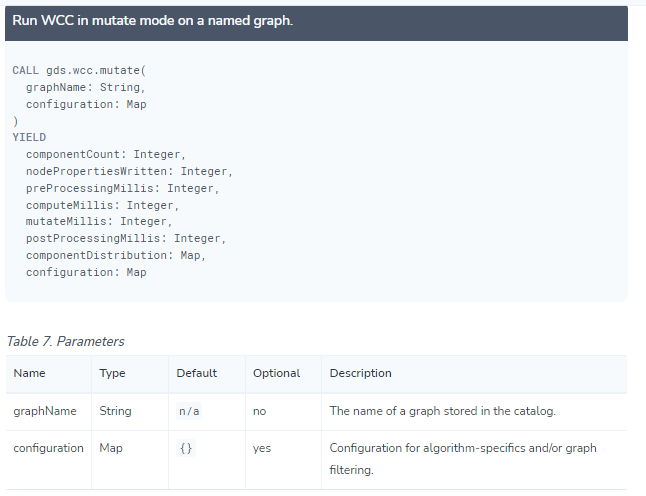 Run WCC in mutate mode on a named graph.
CALL gds.wcc.mutate(
  graphName: String,
  configuration: Map
)
YIELD
  componentCount: Integer,
  nodePropertiesWritten: Integer,
  preProcessingMillis: Integer,
  computeMillis: Integer,
  mutateMillis: Integer,
  postProcessingMillis: Integer,
  componentDistribution: Map,
  configuration: Map
Table 7. Parameters
Name Type Default Optional Description
graphName String n/a no The name of a graph stored in the catalog.
configuration Map {} yes Configuration for algorithm-specifics and/or graph
filtering.